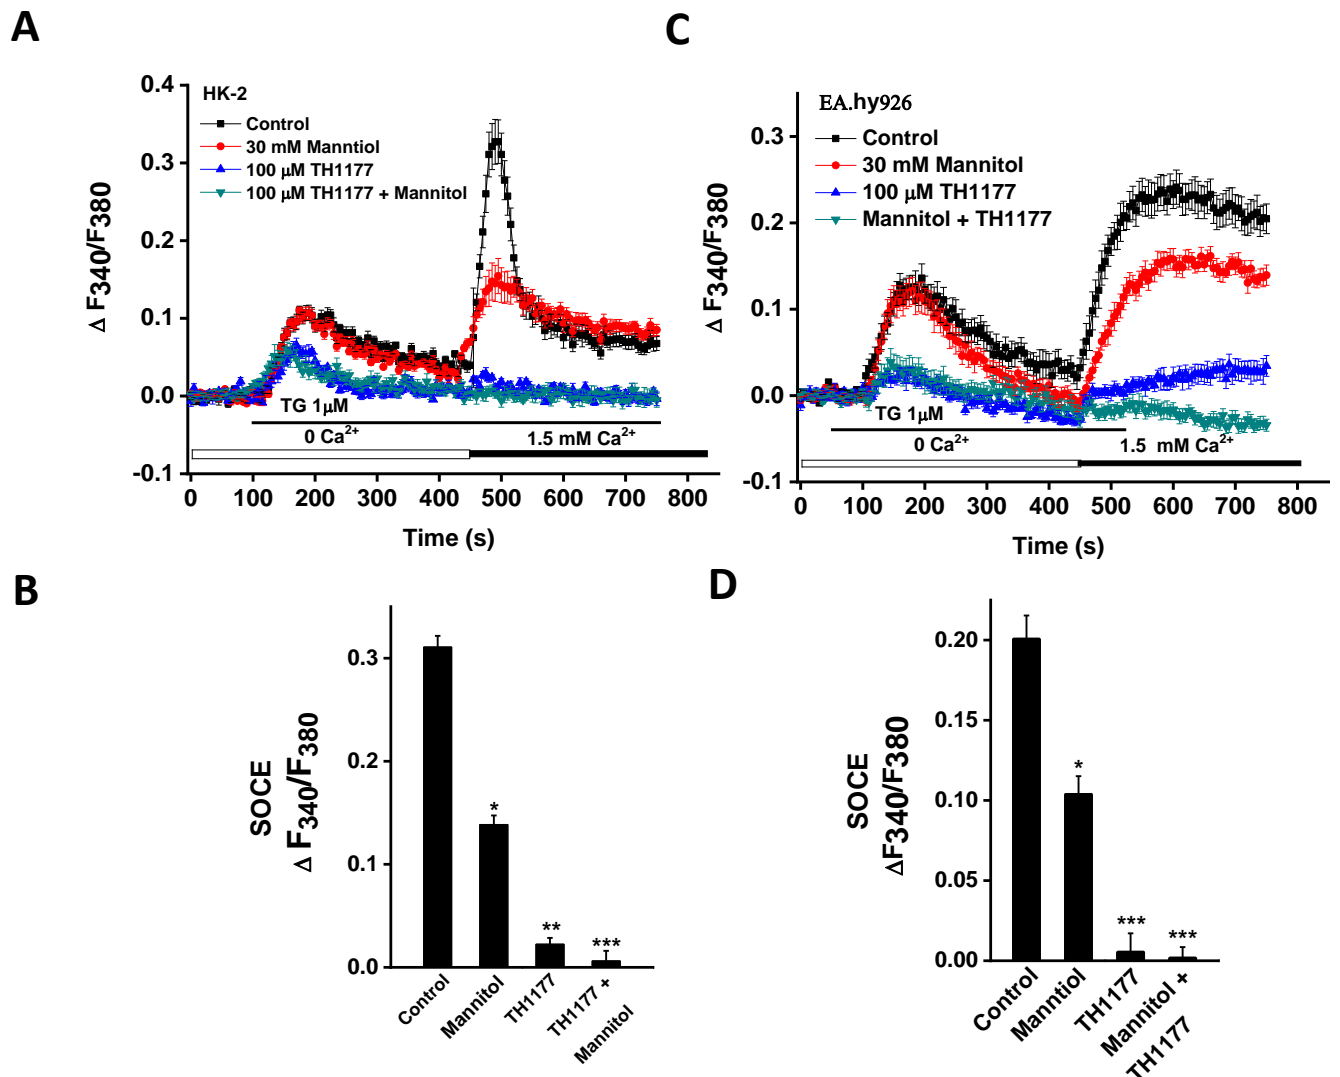 A
0.4
0.3
0.2
0.1
0.0
-0.1
Δ F340/F380
HK-2
Control
30 mM Manntiol
100 μM TH1177
100 μM TH1177 + Mannitol
TG 1μM
0 Ca2+
1.5 mM Ca2+
0 100 200 300 400 500 600 700 800
Time (s)
C
0.3
0.2
0.1
0.0
-0.1
Δ F340/F380
EA.hy926
Control
30 mM Mannitol
100 μM TH1177
Mannitol + TH1177
TG 1μM
0 Ca2+
1.5 mM Ca2+
0 100 200 300 400 500 600 700 800
Time (s)
B
SOCE
Δ F340/F380
0.3
0.2
0.1
0.0
*
**
***
Control
Mannitol
TH1177
TH1177 +
Mannitol
D
SOCE
ΔF340/F380
0.20
0.15
0.10
0.05
0.00
*
***
***
Control
Manntiol
TH1177
Mannitol +
TH1177